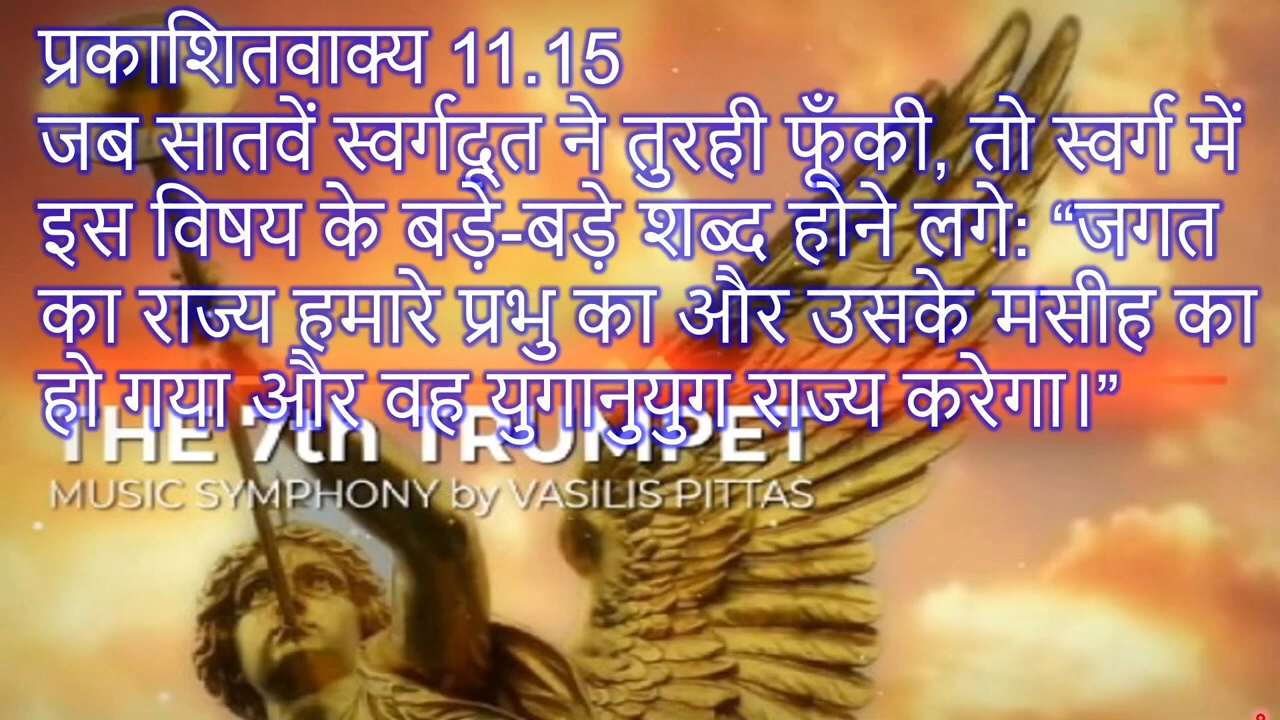 प्रकाशितवाक्य 11.15
जब सातवें स्वर्गदूत ने तुरही फूँकी, तो स्वर्ग में
इस विषय के बड़े-बड़े शब्द होने लगे: “जगत
का राज्य हमारे प्रभु का और उसके मसीह का
हो गया और वह युगानुयुग राज्य करेगा।”
THE 7th TRUMPET
MUSIC SYMPHONY by VASILIS PITTAS